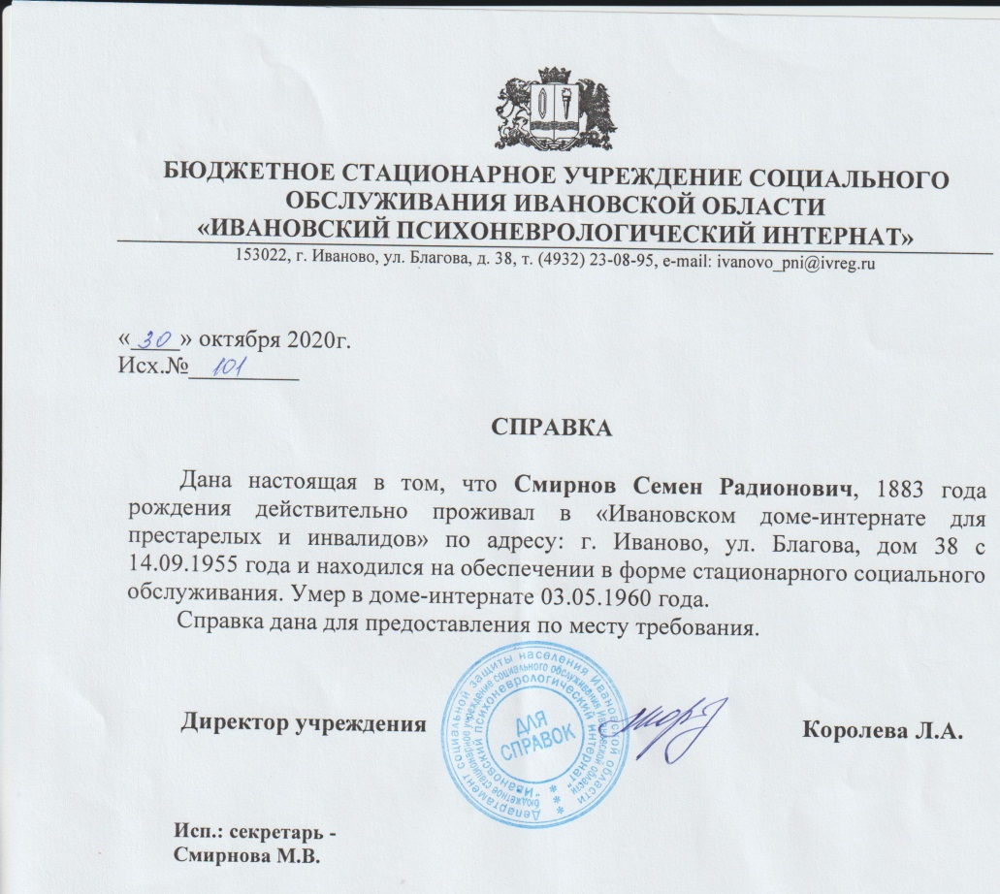 БЮДЖЕТНОЕ СТАЦИОНАРНОЕ УЧРЕЖДЕНИЕ СОЦИАЛЬНОГО
ОБСЛУЖИВАНИЯ ИВАНОВСКОЙ ОБЛАСТИ
«ИВАНОВСКИЙ ПСИХОНЕВРОЛОГИЧЕСКИЙ ИНТЕРНАТ»
153022, г. Иваново, ул. Благова, д. 38, т. (4932) 23-08-95, e-mail: ivanovo_pni@ivreg.ru
«30» октября 2020г.
Исх.№ 101
СПРАВКА
Дана настоящая в том, что Смирнов Семен Радионович, 1883 года
рождения действительно проживал в «Ивановском доме-интернате для
престарелых и инвалидов» по адресу: г. Иваново, ул. Благова, дом 38 с
14.09.1955 года и находился на обеспечении в форме стационарного социального
обслуживания. Умер в доме-интернате 03.05.1960 года.
Справка дана для предоставления по месту требования.
Директор учреждения
Департамент социальной защиты населения Ивановской области
бюджетное стационарное учреждение социального обслуживания Ивановской области
"Ивановский психоневрологический интернат"
ДЛЯ
СПРАВОК
Королева Л.А.
Исп.: секретарь -
Смирнова М.В.